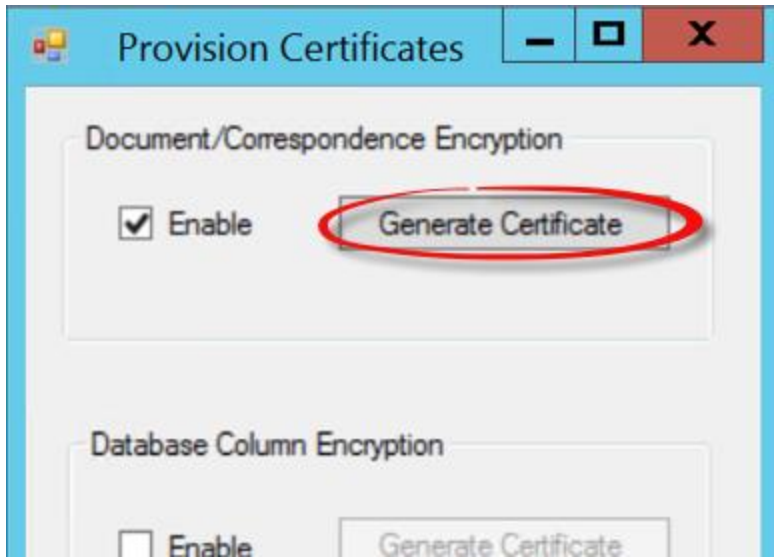 Provision Certificates
Document/Correspondence Encryption
Enable Generate Certificate
Database Column Encryption
Enable Generate Certificate